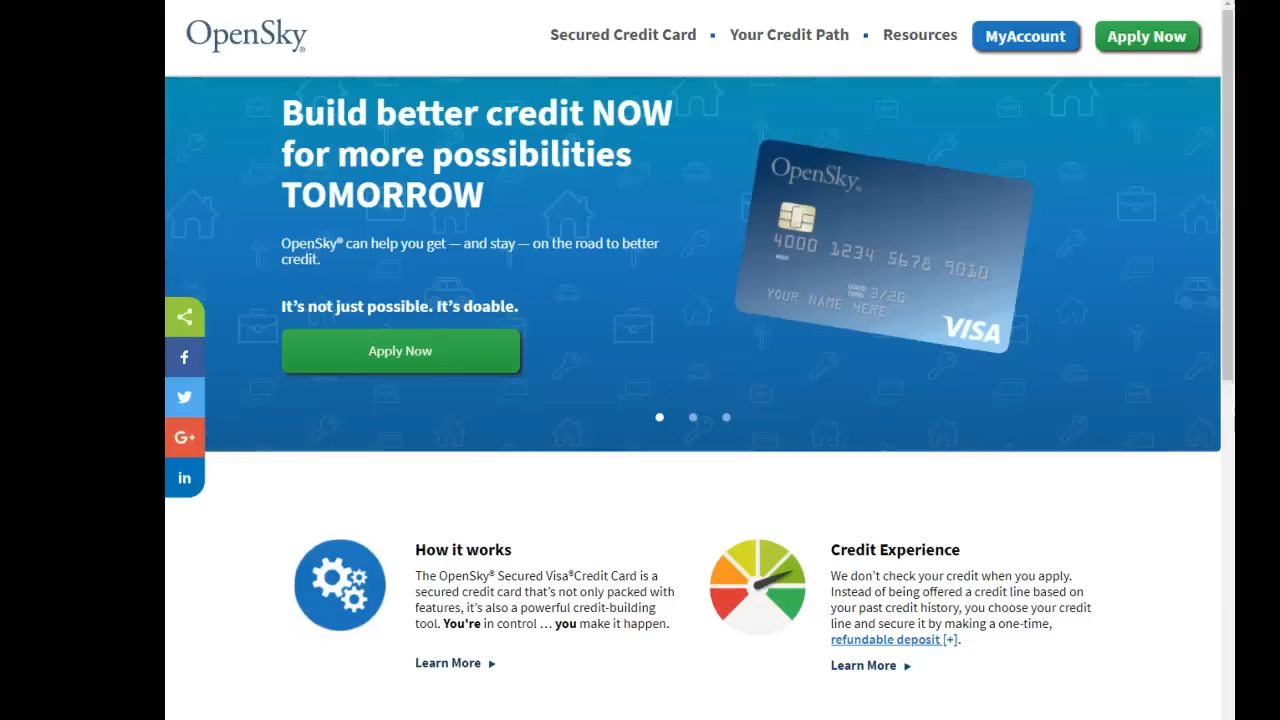 OpenSky®
Secured Credit Card ▪ Your Credit Path ▪ Resources MyAccount Apply Now
Build better credit NOW
for more possibilities
TOMORROW
OpenSky® can help you get — and stay — on the road to better
credit.
It’s not just possible. It’s doable.
Apply Now
OpenSky®
4000 1234 5678 9010
GOOD
THRU 3/20
YOUR NAME HERE
VISA
f
G+
in
How it works
The OpenSky® Secured Visa®Credit Card is a
secured credit card that’s not only packed with
features, it’s also a powerful credit-building
tool. You're in control … you make it happen.
Learn More
Credit Experience
We don’t check your credit when you apply.
Instead of being offered a credit line based on
your past credit history, you choose your credit
line and secure it by making a one-time,
refundable deposit [+].
Learn More